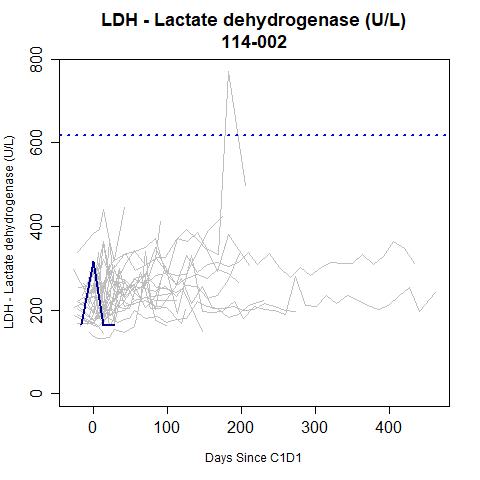 LDH - Lactate dehydrogenase (U/L)
114-002
LDH - Lactate dehydrogenase (U/L)
800
600
400
200
0
0 100 200 300 400
Days Since C1D1